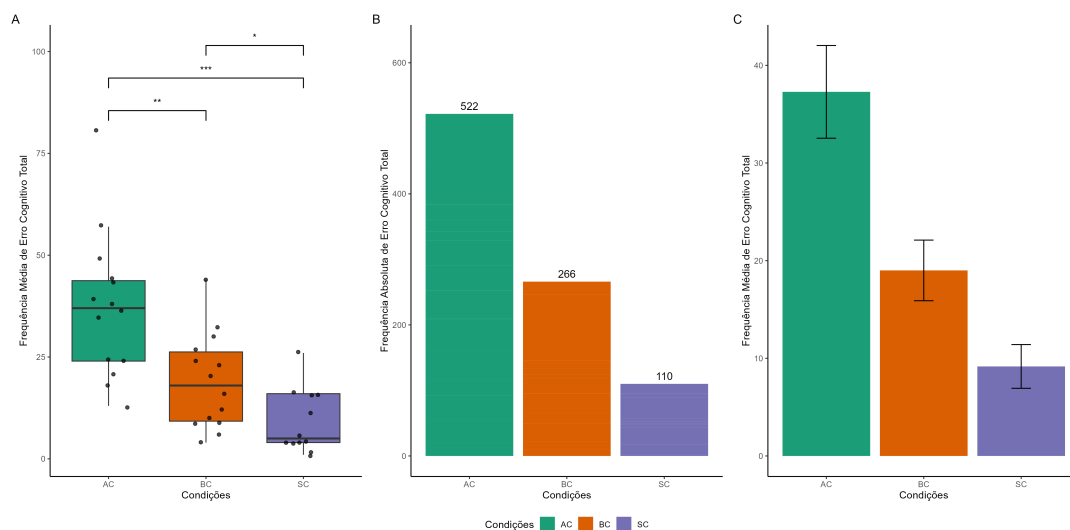 A
Frequência Média de Erro Cognitivo Total
100
75
50
25
0
*
***
**
AC
BC
SC
Condições
B
Frequência Absoluta de Erro Cognitivo Total
600
400
200
0
522
266
110
AC
BC
SC
Condições
C
Frequência Média de Erro Cognitivo Total
40
30
20
10
0
AC
BC
SC
Condições
Condições AC BC SC